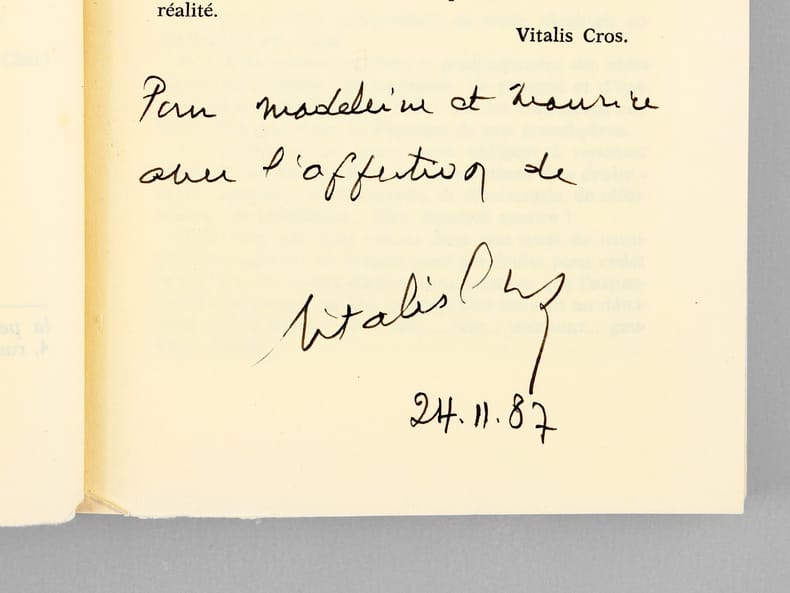 réalité.
Vitalis Cros.
Pour madeleine et Maurice
avec l'affection de
Vitalis Cros
24.11.87